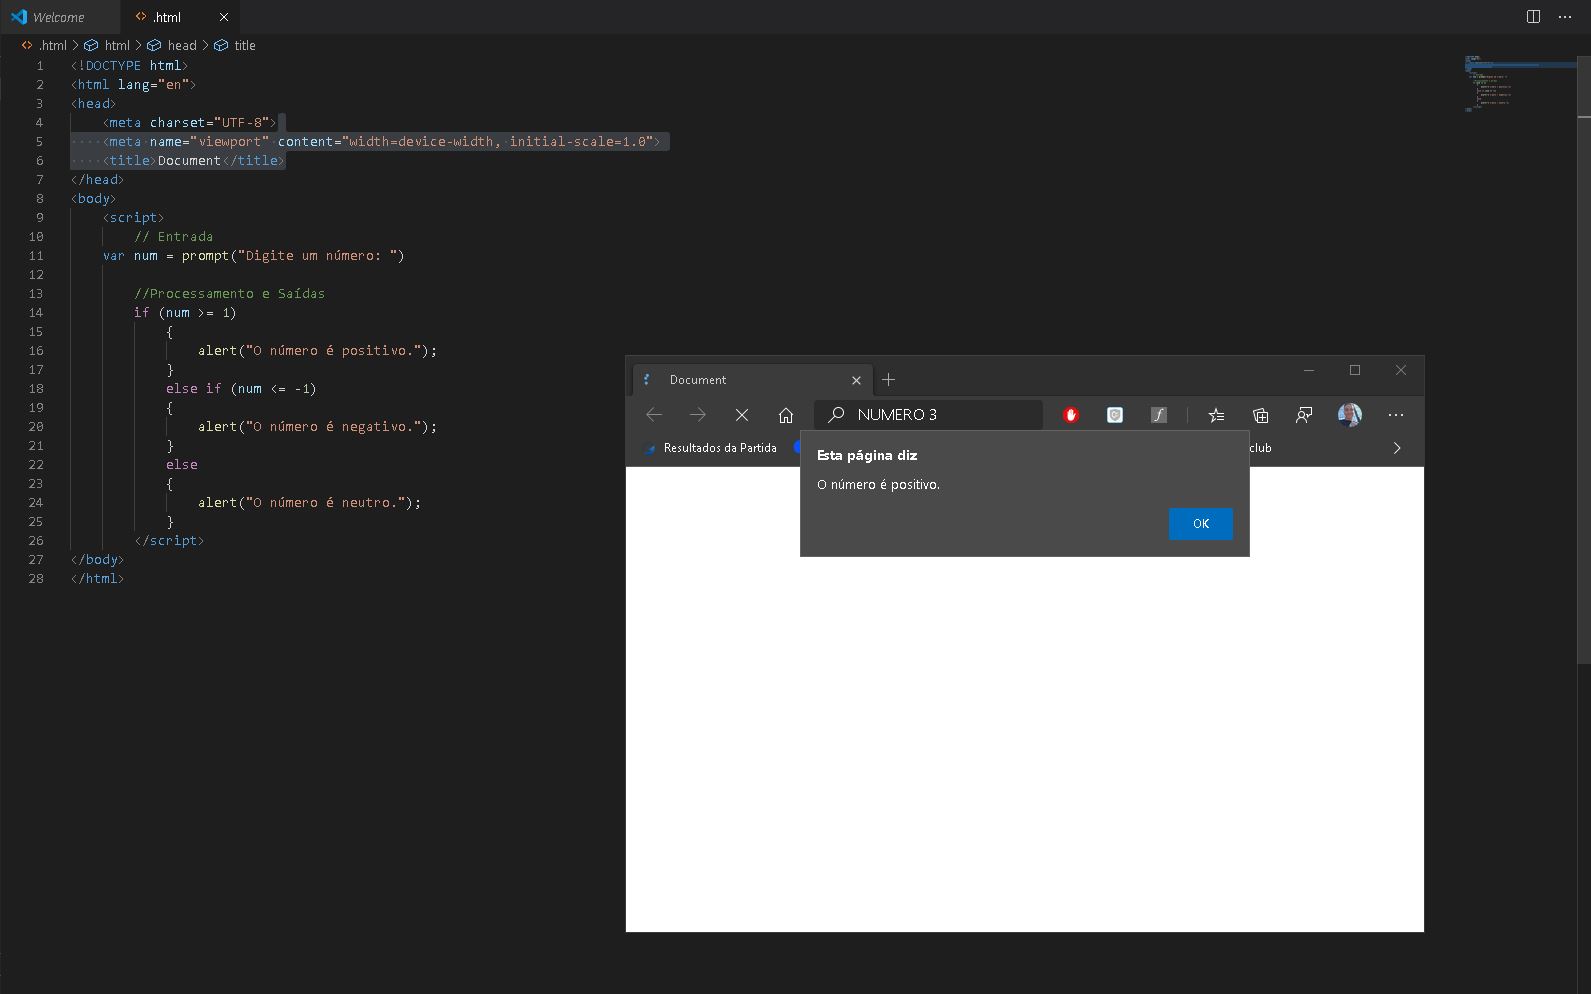 Welcome
.html
.html > html > head > title
1 <!DOCTYPE html>
2 <html lang="en">
3 <head>
4 <meta charset="UTF-8">
5 <meta name="viewport" content="width=device-width, initial-scale=1.0">
6 <title>Document</title>
7 </head>
8 <body>
9 <script>
10 // Entrada
11 var num = prompt("Digite um número: ")
12
13 //Processamento e Saídas
14 if (num >= 1)
15 {
16 alert("O número é positivo.");
17 }
18 else if (num <= -1)
19 {
20 alert("O número é negativo.");
21 }
22 else
23 {
24 alert("O número é neutro.");
25 }
26 </script>
27 </body>
28 </html>
Document
NUMERO 3
Resultados da Partida
club
Esta página diz
O número é positivo.
OK